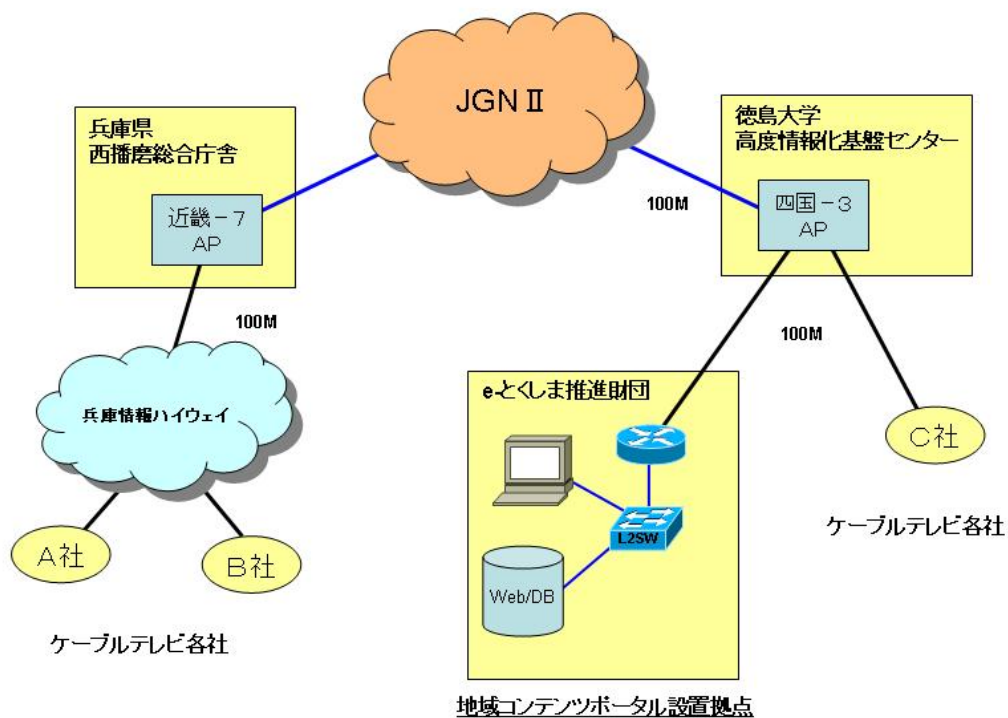 JGNⅡ
兵庫県
西播磨総合庁舎
近畿－７
AP
徳島大学
高度情報化基盤センター
四国－３
AP
100M
100M
100M
兵庫情報ハイウェイ
A社
B社
ケーブルテレビ各社
e-とくしま推進財団
L2SW
Web/DB
C社
ケーブルテレビ各社
地域コンテンツポータル設置拠点